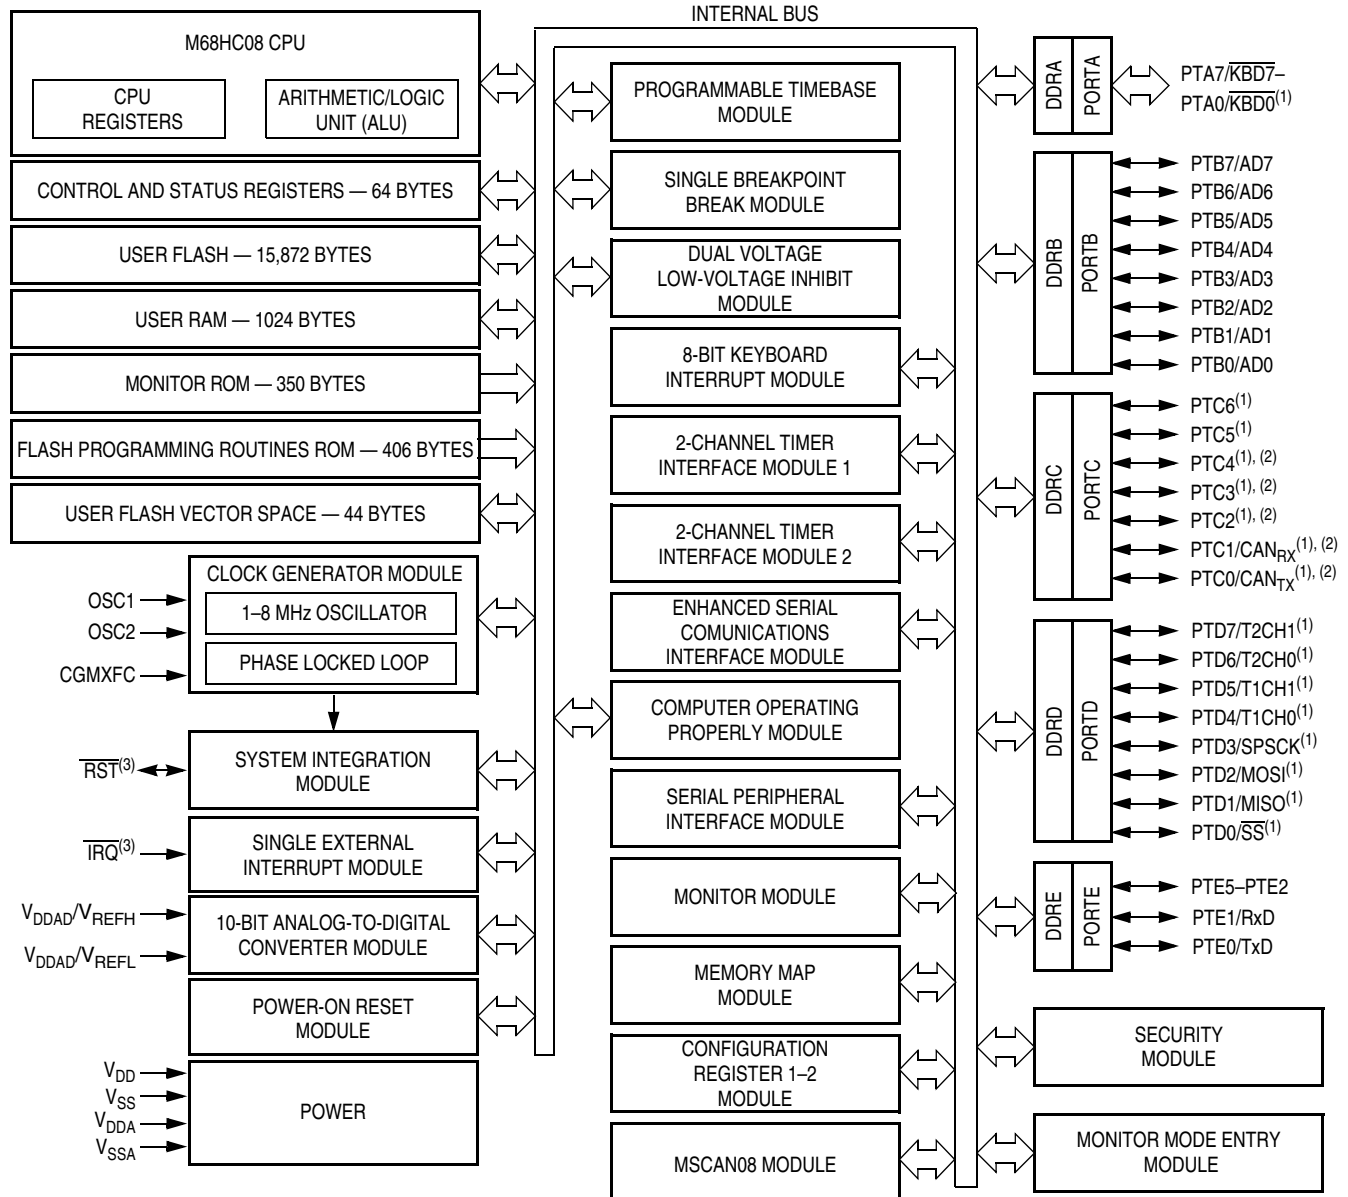 INTERNAL BUS
M68HC08 CPU
CPU
REGISTERS
ARITHMETIC/LOGIC
UNIT (ALU)
CONTROL AND STATUS REGISTERS — 64 BYTES
USER FLASH — 15,872 BYTES
USER RAM — 1024 BYTES
MONITOR ROM — 350 BYTES
FLASH PROGRAMMING ROUTINES ROM — 406 BYTES
USER FLASH VECTOR SPACE — 44 BYTES
CLOCK GENERATOR MODULE
1–8 MHz OSCILLATOR
PHASE LOCKED LOOP
OSC1
OSC2
CGMXFC
SYSTEM INTEGRATION
MODULE
RST(3)
SINGLE EXTERNAL
INTERRUPT MODULE
IRQ(3)
10-BIT ANALOG-TO-DIGITAL
CONVERTER MODULE
VDDAD/VREFH
VDDAD/VREFL
POWER-ON RESET
MODULE
POWER
VDD
VSS
VDDA
VSSA
PROGRAMMABLE TIMEBASE
MODULE
SINGLE BREAKPOINT
BREAK MODULE
DUAL VOLTAGE
LOW-VOLTAGE INHIBIT
MODULE
8-BIT KEYBOARD
INTERRUPT MODULE
2-CHANNEL TIMER
INTERFACE MODULE 1
2-CHANNEL TIMER
INTERFACE MODULE 2
ENHANCED SERIAL
COMUNICATIONS
INTERFACE MODULE
COMPUTER OPERATING
PROPERLY MODULE
SERIAL PERIPHERAL
INTERFACE MODULE
MONITOR MODULE
MEMORY MAP
MODULE
CONFIGURATION
REGISTER 1–2
MODULE
MSCAN08 MODULE
DDRA
PORTA
PTA7/KBD7–
PTA0/KBD0(1)
DDRB
PORTB
PTB7/AD7
PTB6/AD6
PTB5/AD5
PTB4/AD4
PTB3/AD3
PTB2/AD2
PTB1/AD1
PTB0/AD0
DDRC
PORTC
PTC6(1)
PTC5(1)
PTC4(1), (2)
PTC3(1), (2)
PTC2(1), (2)
PTC1/CANRX(1), (2)
PTC0/CANTX(1), (2)
DDRD
PORTD
PTD7/T2CH1(1)
PTD6/T2CH0(1)
PTD5/T1CH1(1)
PTD4/T1CH0(1)
PTD3/SPSCK(1)
PTD2/MOSI(1)
PTD1/MISO(1)
PTD0/SS(1)
DDRE
PORTE
PTE5–PTE2
PTE1/RxD
PTE0/TxD
SECURITY
MODULE
MONITOR MODE ENTRY
MODULE